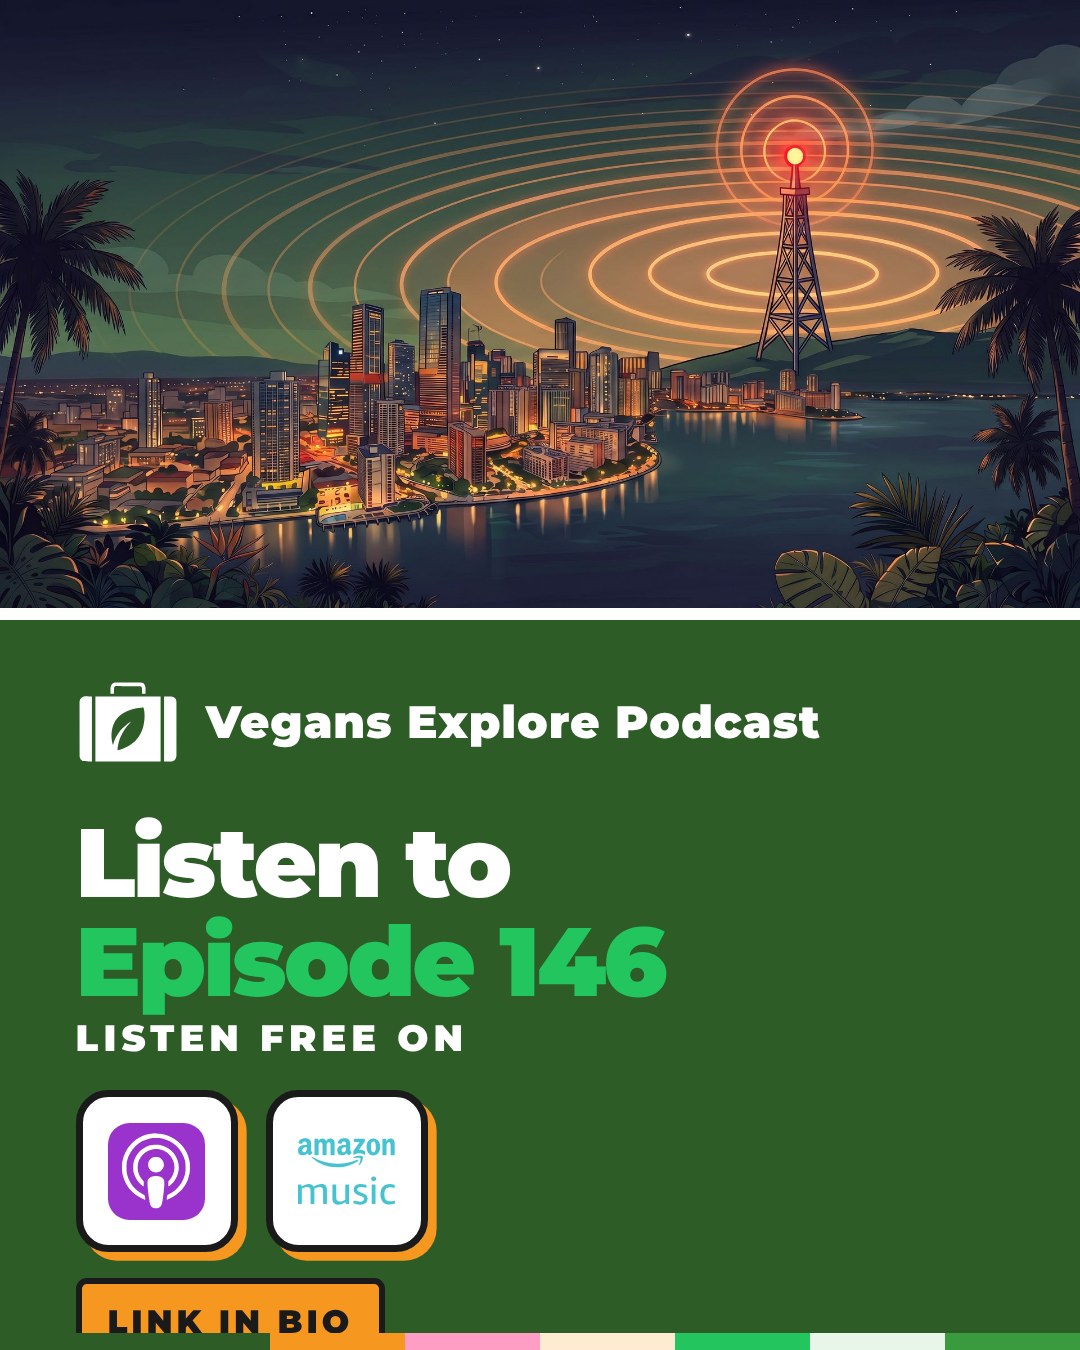 Vegans Explore Podcast
Listen to
Episode 146
LISTEN FREE ON
amazon
music
LINK IN BIO